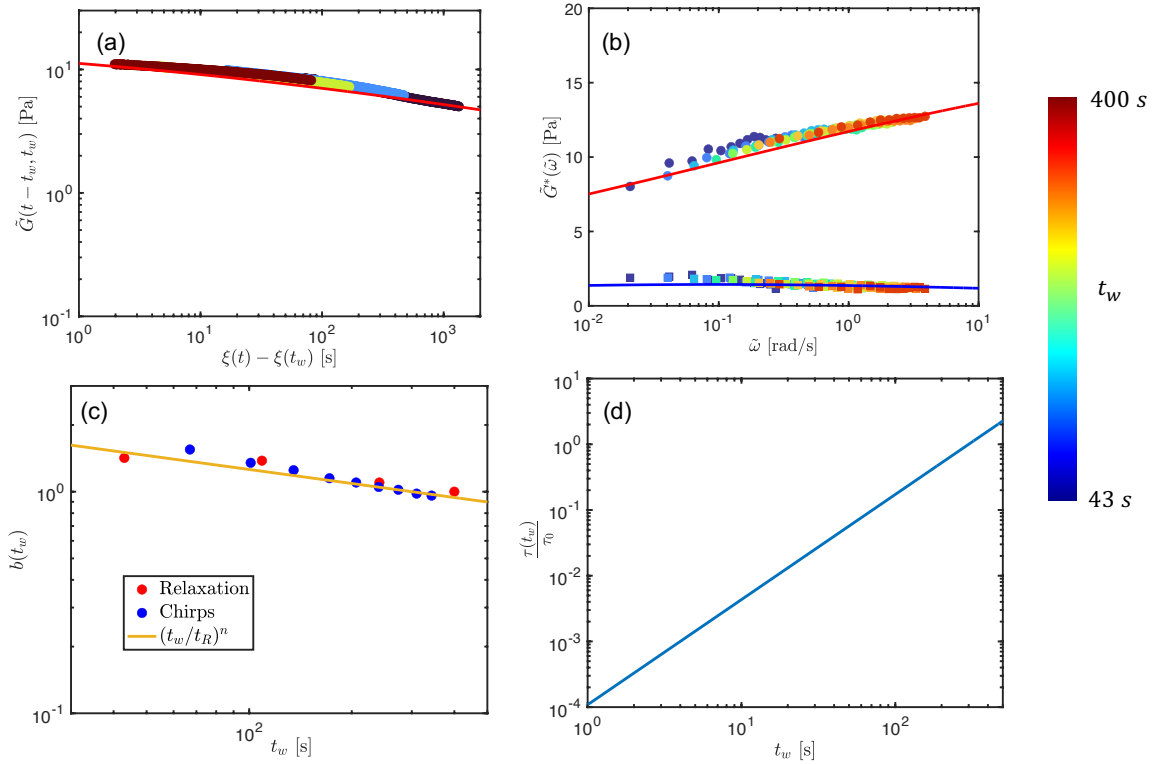 (a)
10^1
10^0
10^{-1}
G̃(t − t_w, t_w) [Pa]
10^0 10^1 10^2 10^3
ξ(t) − ξ(t_w) [s]
(b)
20
15
10
5
0
G̃*(ω̃) [Pa]
10^{-2} 10^{-1} 10^0 10^1
ω̃ [rad/s]
400 s
t_w
43 s
(c)
10^0
10^{-1}
b(t_w)
Relaxation
Chirps
(t_w/t_R)^n
10^2
t_w [s]
(d)
10^1
10^0
10^{-1}
10^{-2}
10^{-3}
10^{-4}
τ(t_w)
τ_0
10^0 10^1 10^2
t_w [s]